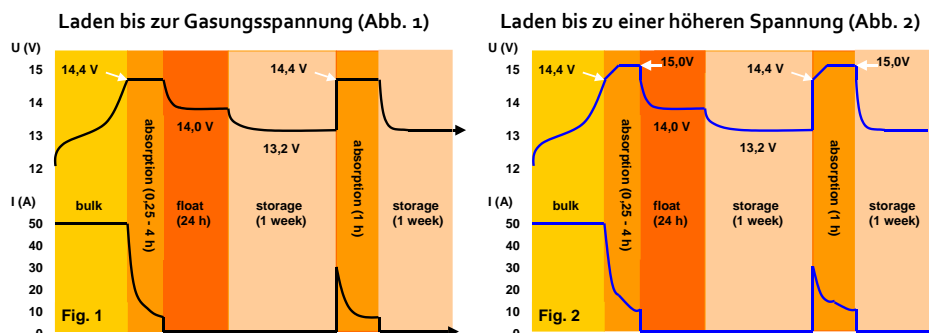 Laden bis zur Gasungsspannung (Abb. 1)
U (V)
15
14
13
12
14,4 V
14,0 V
13,2 V
14,4 V
absorption (0,25 - 4 h)
absorption (1 h)
I (A)
50
40
30
20
10
0
bulk
float
(24 h)
storage
(1 week)
storage
(1 week)
Fig. 1
Laden bis zu einer höheren Spannung (Abb. 2)
U (V)
15
14
13
12
14,4 V
15,0V
14,0 V
13,2 V
14,4 V
15,0V
absorption (0,25 - 4 h)
absorption (1 h)
I (A)
50
40
30
20
10
0
bulk
float
(24 h)
storage
(1 week)
storage
(1 week)
Fig. 2